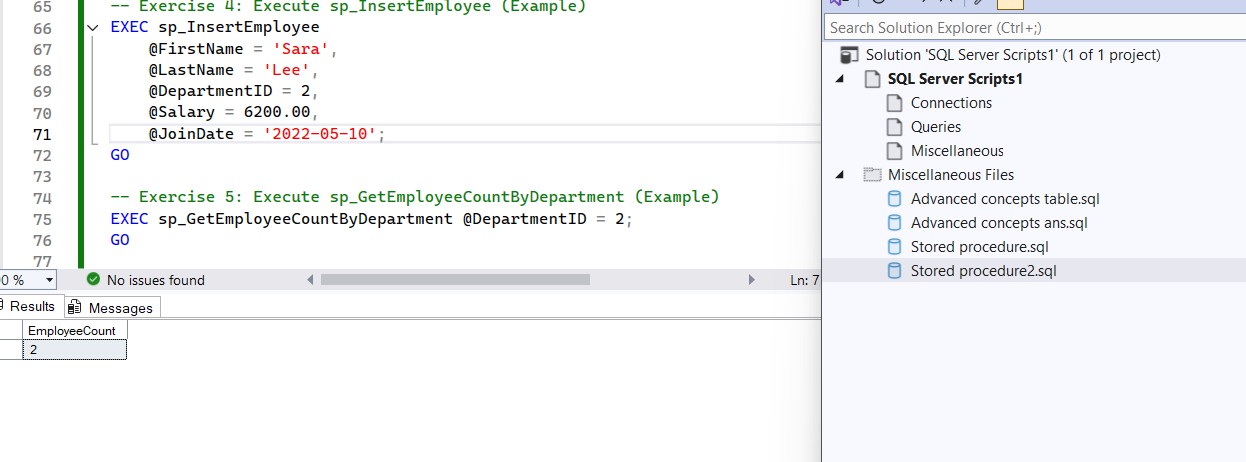 65 -- Exercise 4: Execute sp_InsertEmployee (Example)
66 EXEC sp_InsertEmployee
67 @FirstName = 'Sara',
68 @LastName = 'Lee',
69 @DepartmentID = 2,
70 @Salary = 6200.00,
71 @JoinDate = '2022-05-10';
72 GO
73
74 -- Exercise 5: Execute sp_GetEmployeeCountByDepartment (Example)
75 EXEC sp_GetEmployeeCountByDepartment @DepartmentID = 2;
76 GO
77
0 %
No issues found
Ln: 7
Results
Messages
EmployeeCount
2
Search Solution Explorer (Ctrl+;)
Solution 'SQL Server Scripts1' (1 of 1 project)
SQL Server Scripts1
Connections
Queries
Miscellaneous
Miscellaneous Files
Advanced concepts table.sql
Advanced concepts ans.sql
Stored procedure.sql
Stored procedure2.sql